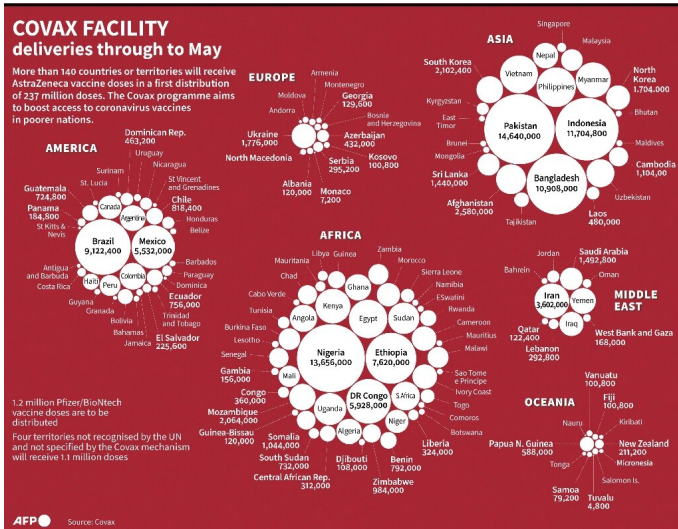 COVAX FACILITY
deliveries through to May
More than 140 countries or territories will receive
AstraZeneca vaccine doses in a first distribution
of 237 million doses. The Covax programme aims
to boost access to coronavirus vaccines
in poorer nations.
AMERICA
Dominican Rep.
463,200
Uruguay
Nicaragua
Surinam
St. Lucia
St Vincent
and Grenadines
Guatemala
724,800
Panama
184,800
St Kitts &
Nevis
Canada
Argentina
Chile
818,400
Honduras
Belize
Brazil
9,122,400
Mexico
5,532,000
Antigua
and Barbuda
Costa Rica
Haiti
Peru
Colombia
Barbados
Paraguay
Dominica
Ecuador
756,000
Guyana
Granada
Bolivia
Bahamas
Jamaica
Trinidad
and Tobago
El Salvador
225,600
EUROPE
Armenia
Montenegro
Moldova
Andorra
Georgia
129,600
Bosnia
and Herzegovina
Ukraine
1,776,000
Azerbaijan
432,000
North Macedonia
Serbia
295,200
Kosovo
100,800
Albania
120,000
Monaco
7,200
ASIA
Singapore
Malaysia
South Korea
2,102,400
Nepal
Vietnam
Philippines
Myanmar
North
Korea
1.704.000
Kyrgyzstan
East
Timor
Bhutan
Pakistan
14,640,000
Indonesia
11,704,800
Brunei
Mongolia
Maldives
Sri Lanka
1,440,000
Bangladesh
10,908,000
Cambodia
1,104,00
Afghanistan
2,580,000
Uzbekistan
Tajikistan
Laos
480,000
AFRICA
Zambia
Libya
Guinea
Morocco
Mauritania
Chad
Sierra Leone
Namibia
ESwatini
Rwanda
Cabo Verde
Tunisia
Ghana
Kenya
Angola
Egypt
Sudan
Cameroon
Mauritius
Malawi
Burkina Faso
Lesotho
Senegal
Nigeria
13,656,000
Ethiopia
7,620,000
Gambia
156,000
Mali
Sao Tome
e Principe
Ivory Coast
Congo
360,000
DR Congo
5,928,000
S.Africa
Togo
Comoros
Botswana
Mozambique
2,064,000
Uganda
Algeria
Niger
Guinea-Bissau
120,000
Somalia
1,044,000
Liberia
324,000
South Sudan
732,000
Djibouti
108,000
Benin
792,000
Central African Rep.
312,000
Zimbabwe
984,000
MIDDLE
EAST
Jordan
Saudi Arabia
1,492,800
Bahrein
Oman
Iran
3,602,000
Yemen
Iraq
Qatar
122,400
Lebanon
292,800
West Bank and Gaza
168,000
OCEANIA
Vanuatu
100,800
Fiji
100,800
Nauru
Kiribati
Papua N. Guinea
588,000
New Zealand
211,200
Micronesia
Tonga
Salomon Is.
Samoa
79,200
Tuvalu
4,800
1.2 million Pfizer/BioNtech
vaccine doses are to be
distributed
Four territories not recognised by the UN
and not specified by the Covax mechanism
will receive 1.1 million doses
AFP
Source: Covax